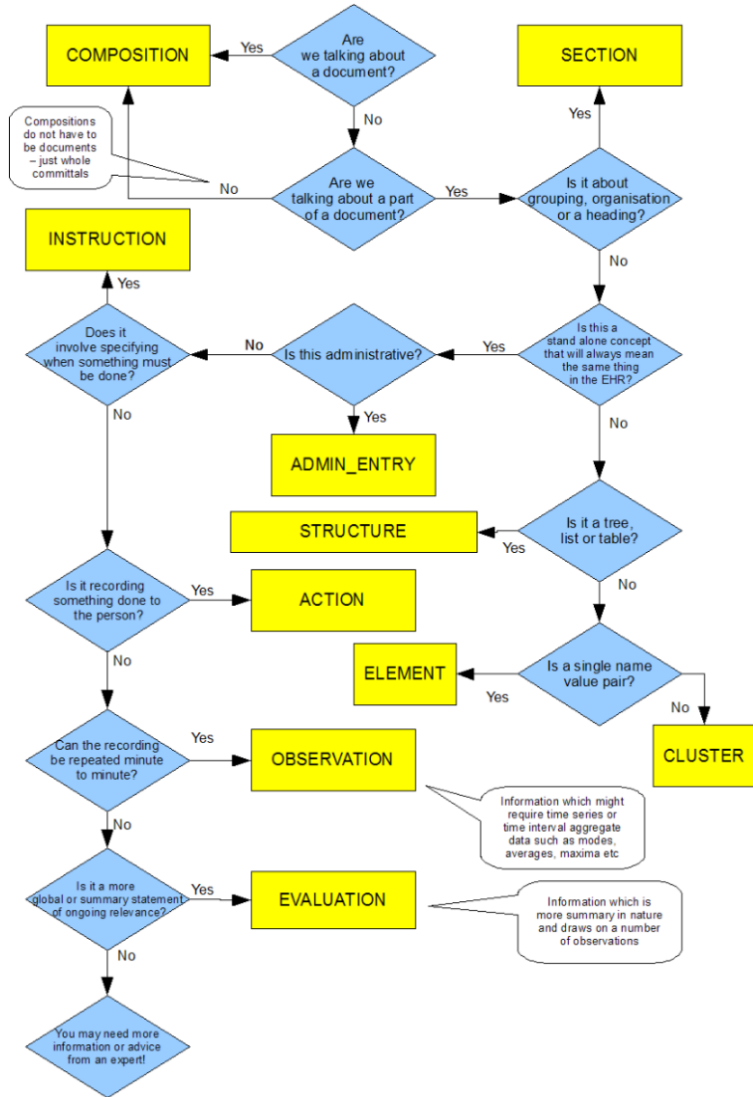 COMPOSITION
Yes
Are
we talking about
a document?
SECTION
Compositions
do not have to
be documents
– just whole
committals
No
Yes
No
Are we
talking about a part
of a document?
Yes
Is it about
grouping, organisation
or a heading?
INSTRUCTION
Yes
No
Does it
involve specifying
when something must
be done?
No
Is this administrative?
Yes
Is this a
stand alone concept
that will always mean
the same thing
in the EHR?
No
Yes
No
ADMIN_ENTRY
STRUCTURE
Yes
Is it a tree,
list or table?
Is it recording
something done to
the person?
Yes
ACTION
No
No
ELEMENT
Yes
Is a single name
value pair?
No
CLUSTER
Can the recording
be repeated minute
to minute?
Yes
OBSERVATION
Information which might
require time series or
time interval aggregate
data such as modes,
averages, maxima etc
No
Is it a more
global or summary statement
of ongoing relevance?
Yes
EVALUATION
Information which is
more summary in nature
and draws on a number
of observations
No
You may need more
information or advice
from an expert!